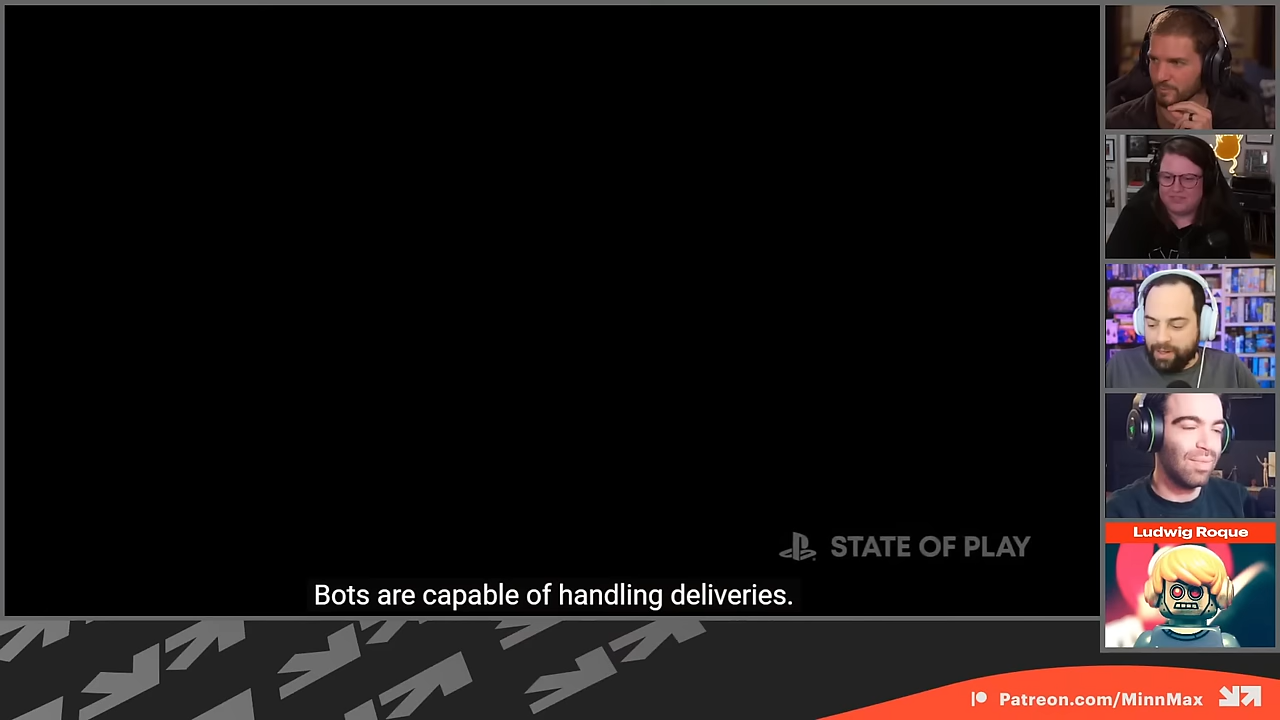 STATE OF PLAY
Bots are capable of handling deliveries.
Ludwig Roque
Patreon.com/MinnMax